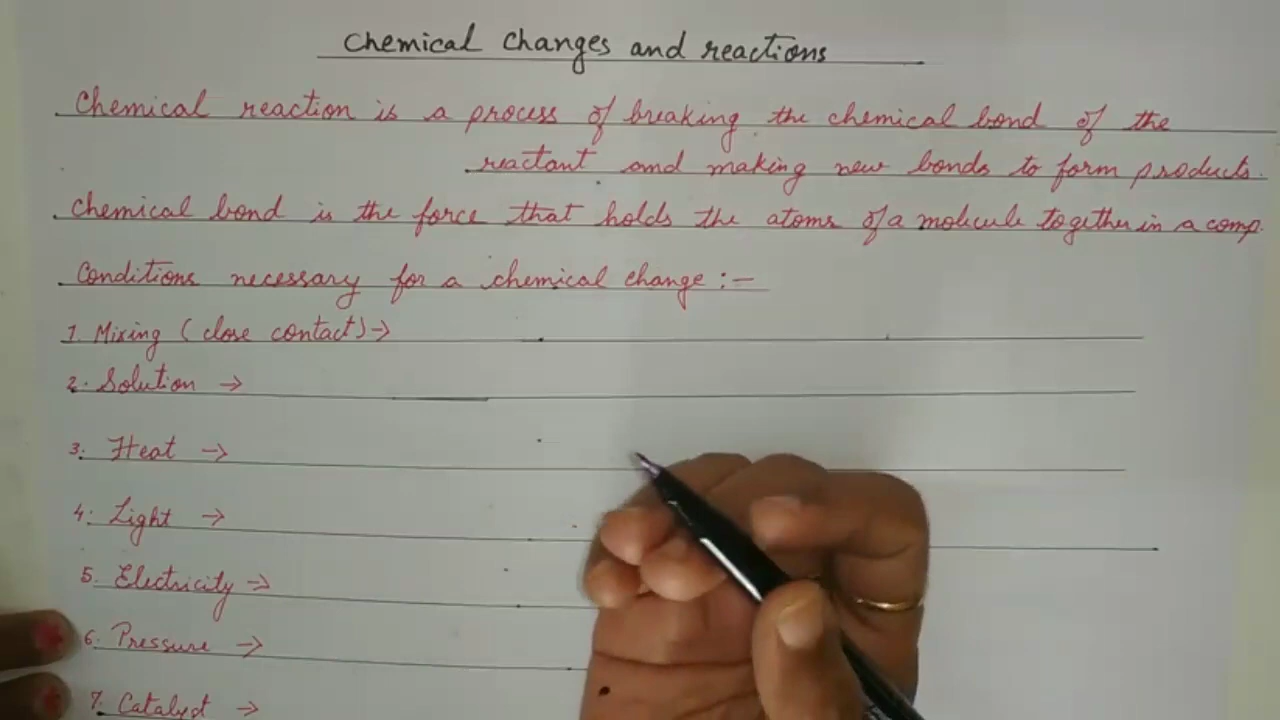 Chemical changes and reactions
Chemical reaction is a process of breaking the chemical bond of the
reactant and making new bonds to form products.
Chemical bond is the force that holds the atoms of a molecule together in a comp.
Conditions necessary for a chemical change :-
1. Mixing (close contact) →
2. Solution →
3. Heat →
4. Light →
5. Electricity →
6. Pressure →
7. Catalyst →